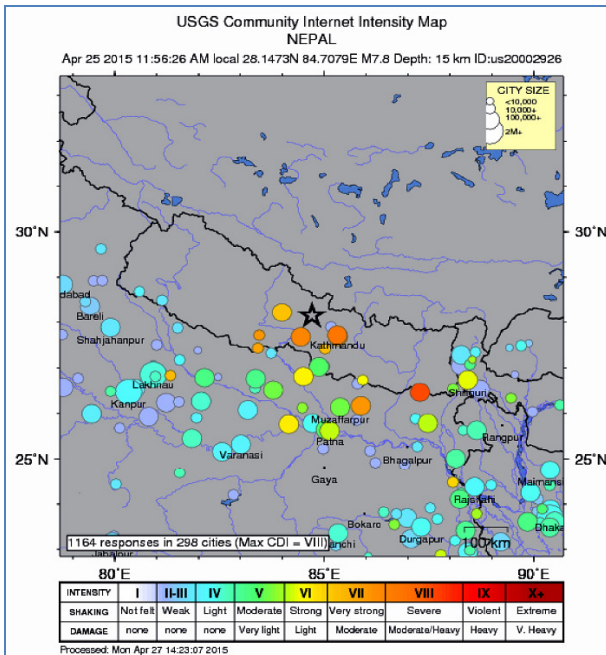 USGS Community Internet Intensity Map
NEPAL
Apr 25 2015 11:56:26 AM local 28.1473N 84.7079E M7.8 Depth: 15 km ID:us20002926
CITY SIZE
<10,000
10,000+
100,000+
2M+
30°N
30°N
dabad
Bareli
Shahjahanpur
Kathmandu
Lakhnau
Kanpur
Shiliguri
Muzaffarpur
Patna
Rangpur
25°N
Varanasi
Bhagalpur
25°N
Gaya
Maimansi
Rajshahi
Bokaro
Durgapur
Dhaka
anchi
100 km
Jabalpur
1164 responses in 298 cities (Max CDI = VIII)
80°E
85°E
90°E
INTENSITY I II-III IV V VI VII VIII IX X+
SHAKING Not felt Weak Light Moderate Strong Very strong Severe Violent Extreme
DAMAGE none none none Very light Light Moderate Moderate/Heavy Heavy V. Heavy
Processed: Mon Apr 27 14:23:07 2015